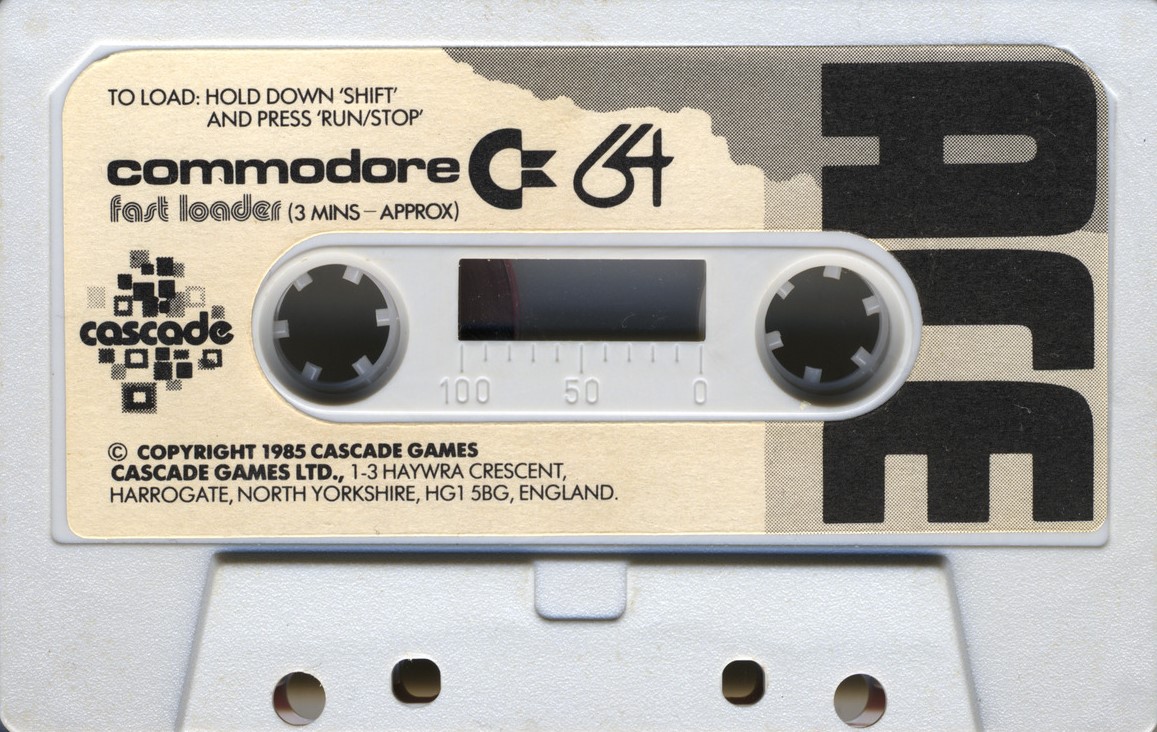 TO LOAD: HOLD DOWN ‘SHIFT’
AND PRESS ‘RUN/STOP’
commodore C 64
fast loader (3 MINS – APPROX)
cascade
100 50 0
© COPYRIGHT 1985 CASCADE GAMES
CASCADE GAMES LTD., 1-3 HAYWRA CRESCENT,
HARROGATE, NORTH YORKSHIRE, HG1 5BG, ENGLAND.
ACE